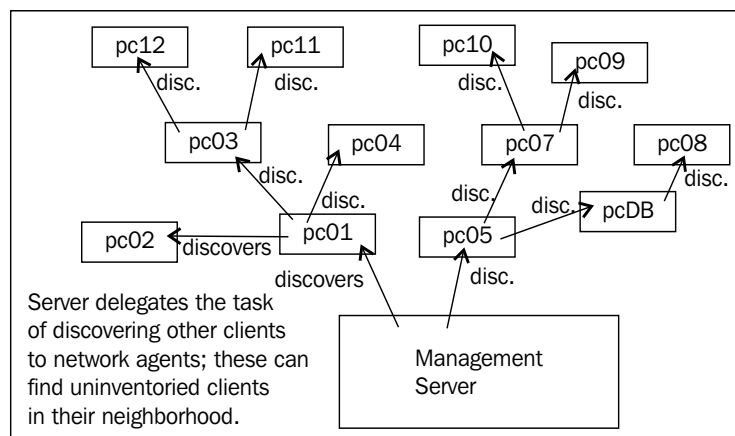 pc12
pc11
pc10
pc09
disc.
disc.
disc.
disc.
pc03
pc04
pc07
pc08
disc.
disc.
disc.
disc.
disc.
pc02
discovers
pc01
pc05
pcDB
discovers
disc.
Server delegates the task
of discovering other clients
to network agents; these can
find uninventoried clients
in their neighborhood.
Management
Server